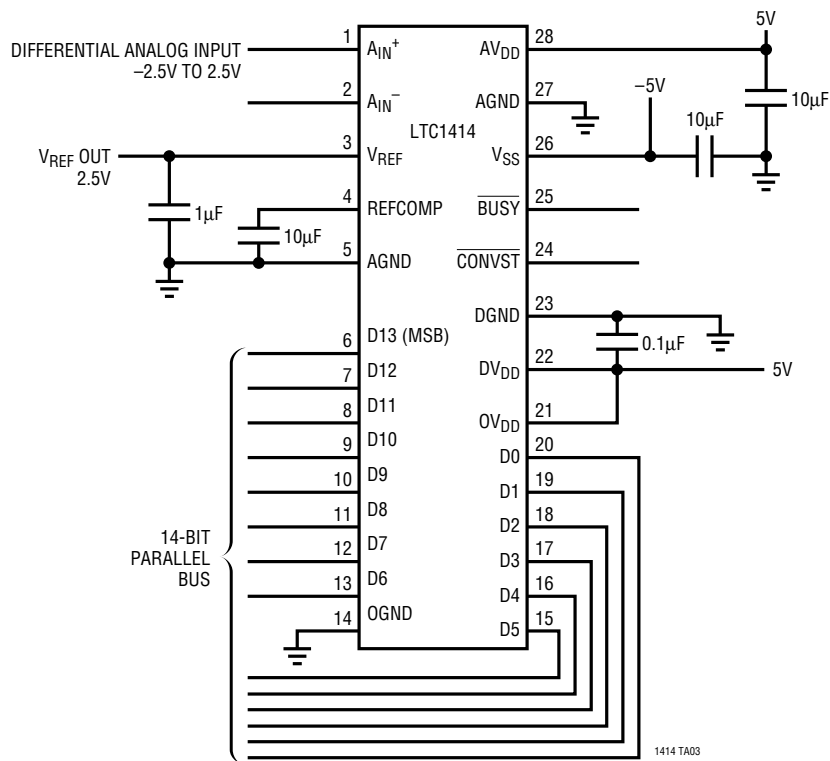 5V
1
28
DIFFERENTIAL ANALOG INPUT
–2.5V TO 2.5V
AIN+
AVDD
2
27
–5V
AIN–
AGND
10µF
10µF
LTC1414
3
26
VREF OUT
2.5V
VREF
VSS
4
25
1µF
REFCOMP
BUSY
10µF
5
24
AGND
CONVST
23
DGND
6
D13 (MSB)
0.1µF
22
7
D12
DVDD
5V
8
D11
21
OVDD
9
D10
20
D0
10
D9
19
D1
11
D8
18
D2
14-BIT
PARALLEL
BUS
12
D7
17
D3
13
D6
16
D4
14
OGND
15
D5
1414 TA03